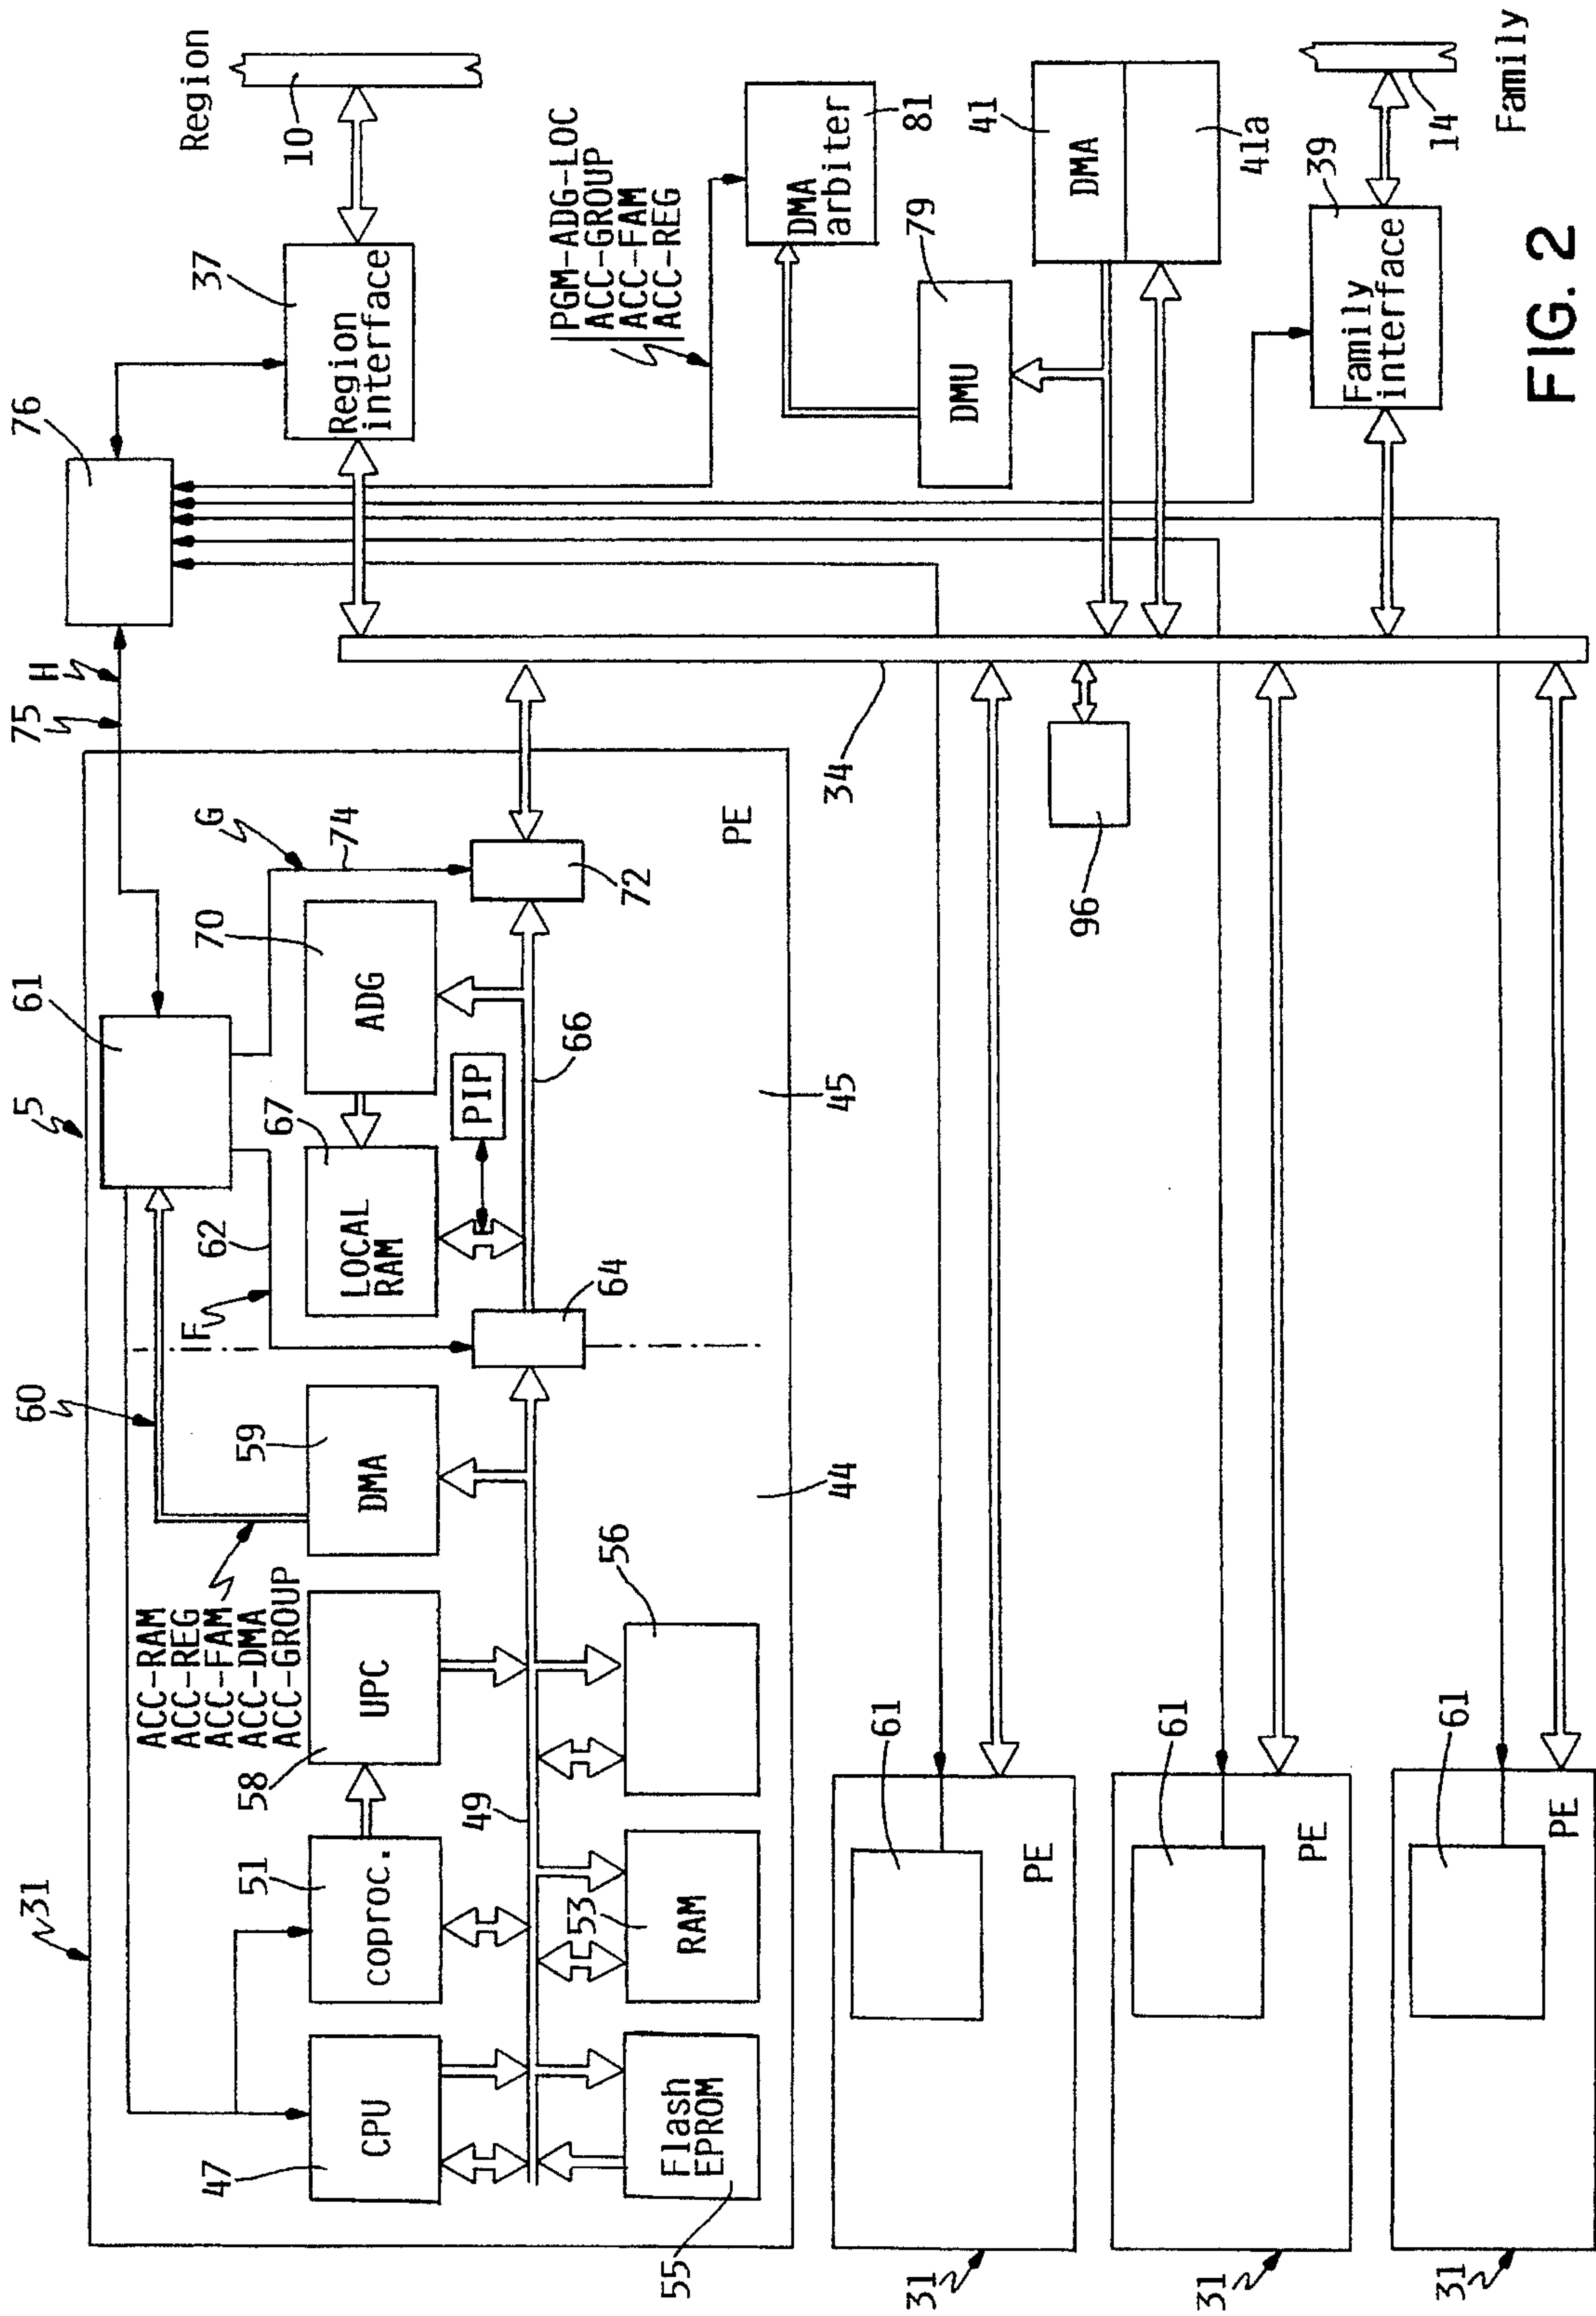 31
5
75
H
76
60
61
Region
10
37
Region
interface
ACC-RAM
ACC-REG
ACC-FAM
ACC-DMA
ACC-GROUP
F
62
G
74
47
CPU
51
coproc.
58
UPC
59
DMA
67
LOCAL
RAM
70
ADG
PIP
49
64
66
72
55
Flash
EPROM
53
RAM
56
44
45
PE
34
PGM-ADG-LOC
ACC-GROUP
ACC-FAM
ACC-REG
DMA
arbiter
81
79
DMU
41
DMA
41a
96
31
61
PE
31
61
PE
31
61
PE
39
Family
interface
14
Family
FIG. 2